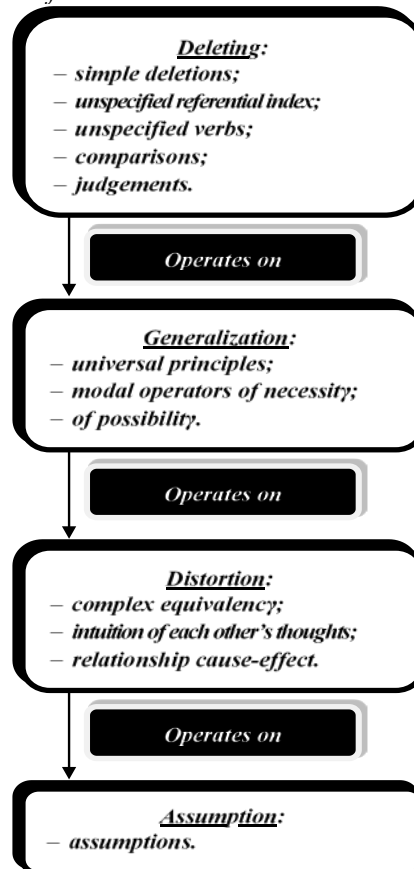 Deleting:
– simple deletions;
– unspecified referential index;
– unspecified verbs;
– comparisons;
– judgements.
Operates on
Generalization:
– universal principles;
– modal operators of necessity;
– of possibility.
Operates on
Distortion:
– complex equivalency;
– intuition of each other's thoughts;
– relationship cause-effect.
Operates on
Assumption:
– assumptions.